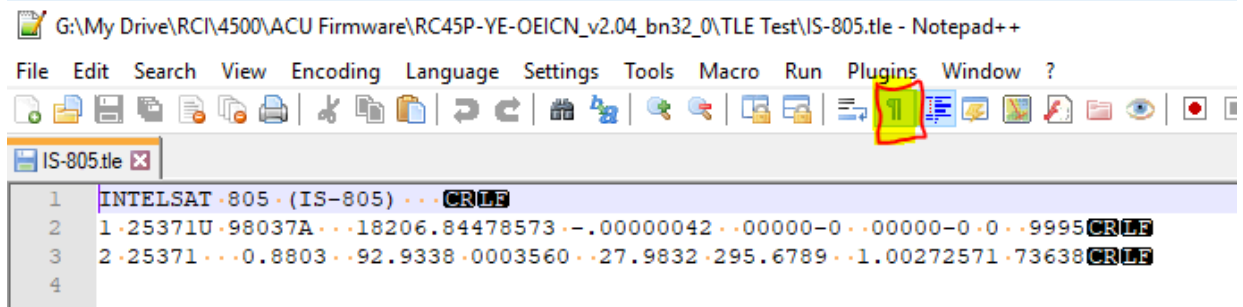 G:\My Drive\RCI\4500\ACU Firmware\RC45P-YE-OEICN_v2.04_bn32_0\TLE Test\IS-805.tle - Notepad++
File Edit Search View Encoding Language Settings Tools Macro Run Plugins Window ?
IS-805.tle
1 INTELSAT·805·(IS-805)····CRLF
2 1·25371U·98037A···18206.84478573·-.00000042··00000-0··00000-0·0··9995CRLF
3 2·25371···0.8803··92.9338·0003560··27.9832·295.6789··1.00272571·73638CRLF
4